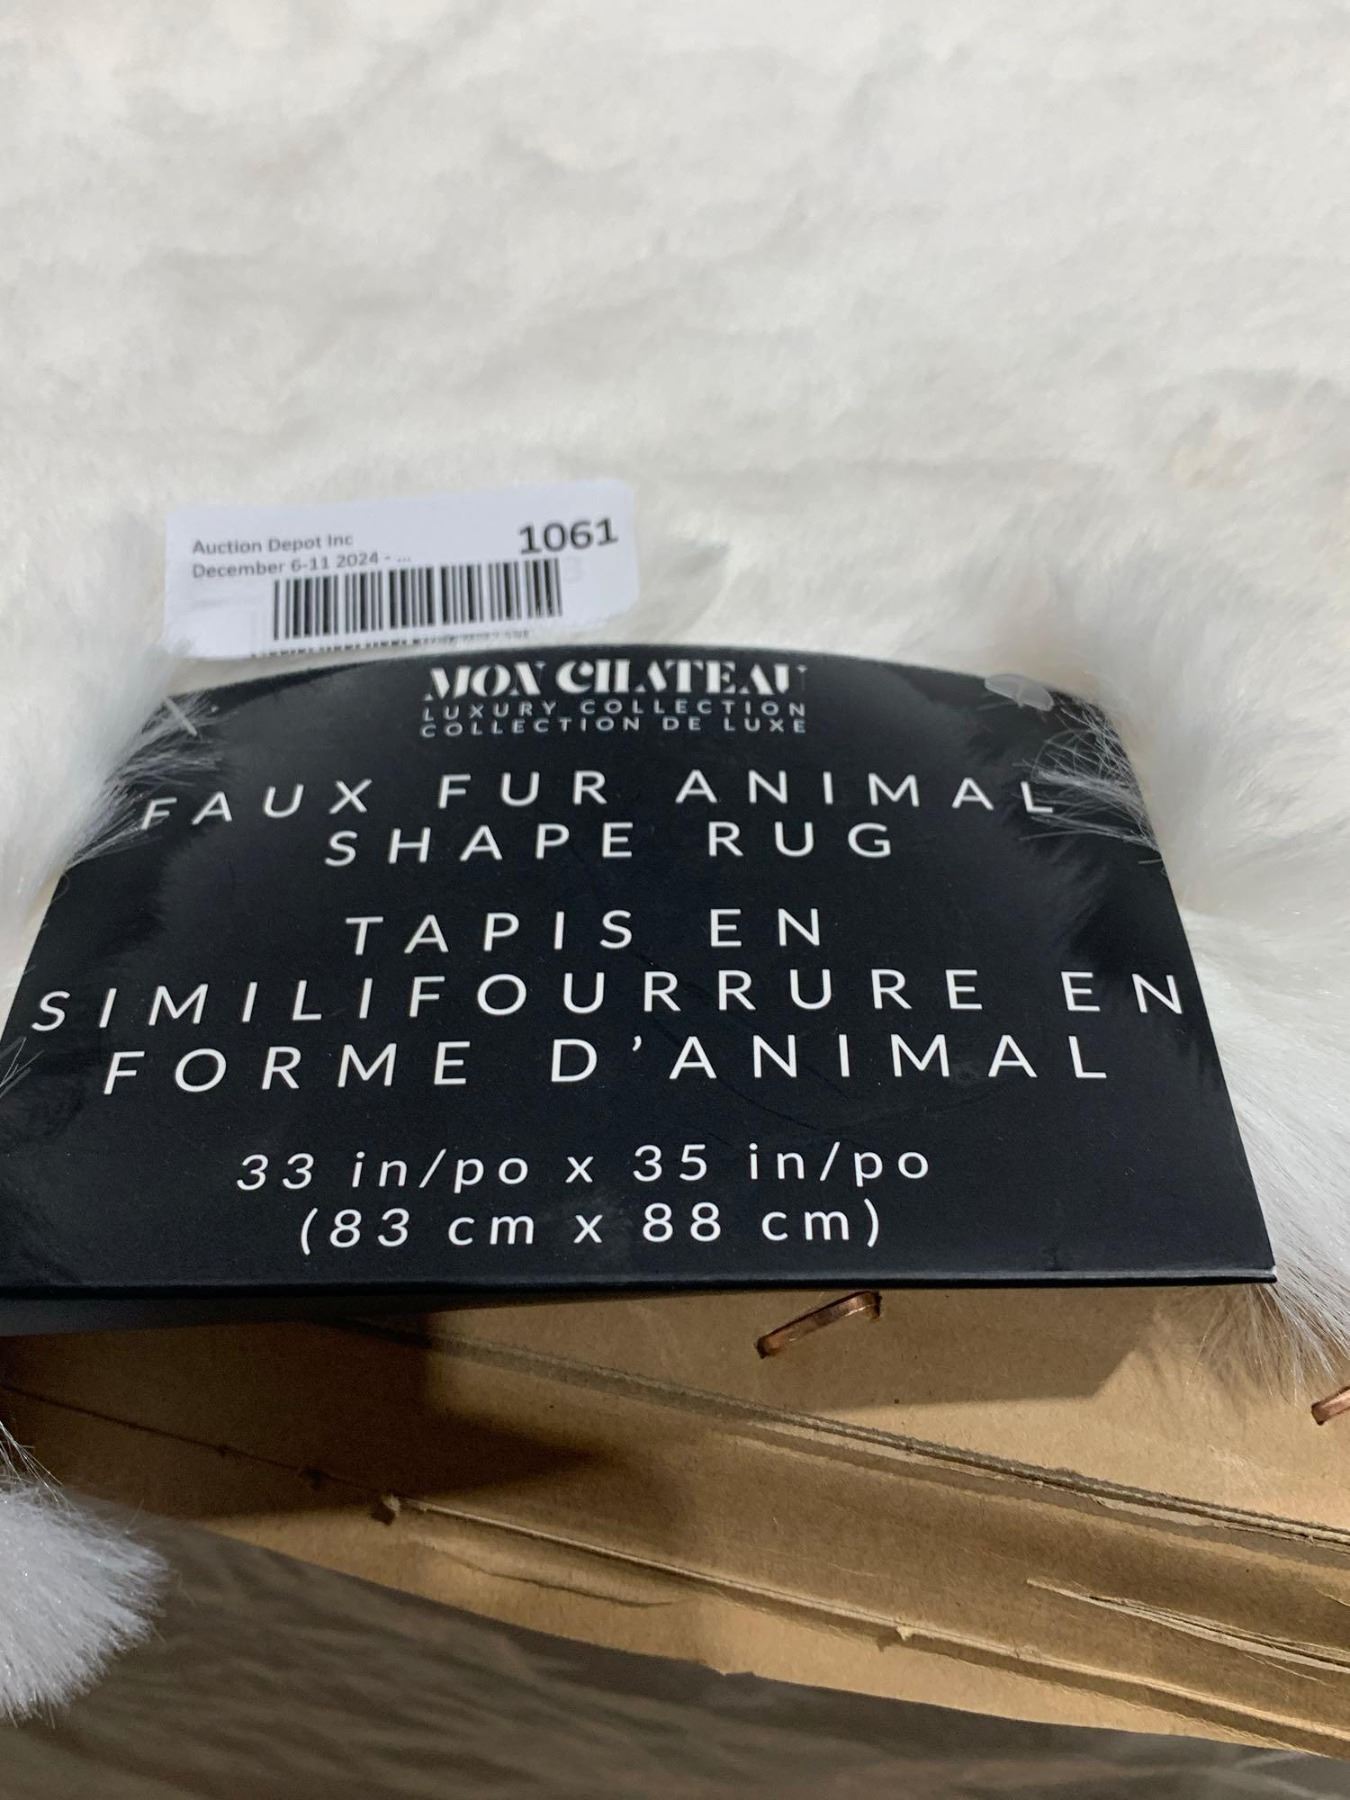 Auction Depot Inc
1061
December 6-11 2024 - ...
MON CHATEAU
LUXURY COLLECTION
COLLECTION DE LUXE
FAUX FUR ANIMAL
SHAPE RUG
TAPIS EN
SIMILIFOURRURE EN
FORME D'ANIMAL
33 in/po x 35 in/po
(83 cm x 88 cm)